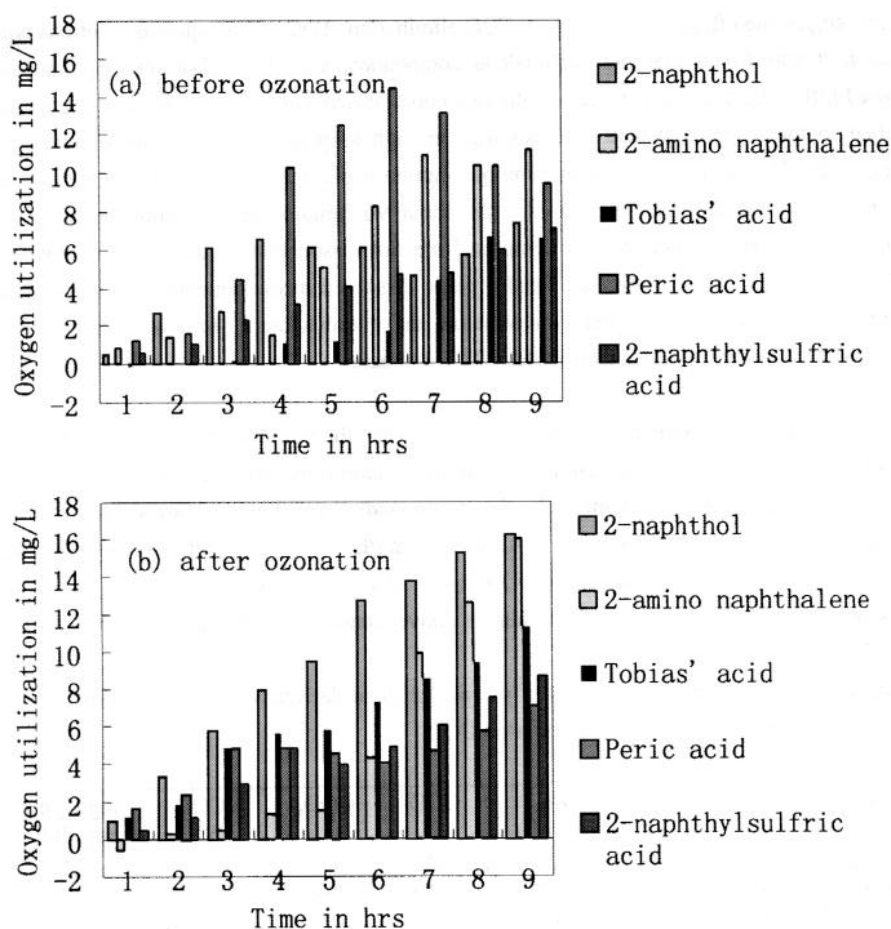 Oxygen utilization in mg/L
18
16
14
12
10
8
6
4
2
0
-2
(a) before ozonation
1 2 3 4 5 6 7 8 9
Time in hrs
2-naphthol
2-amino naphthalene
Tobias' acid
Peric acid
2-naphthylsulfric
acid
Oxygen utilization in mg/L
18
16
14
12
10
8
6
4
2
0
-2
(b) after ozonation
1 2 3 4 5 6 7 8 9
Time in hrs
2-naphthol
2-amino naphthalene
Tobias' acid
Peric acid
2-naphthylsulfric
acid